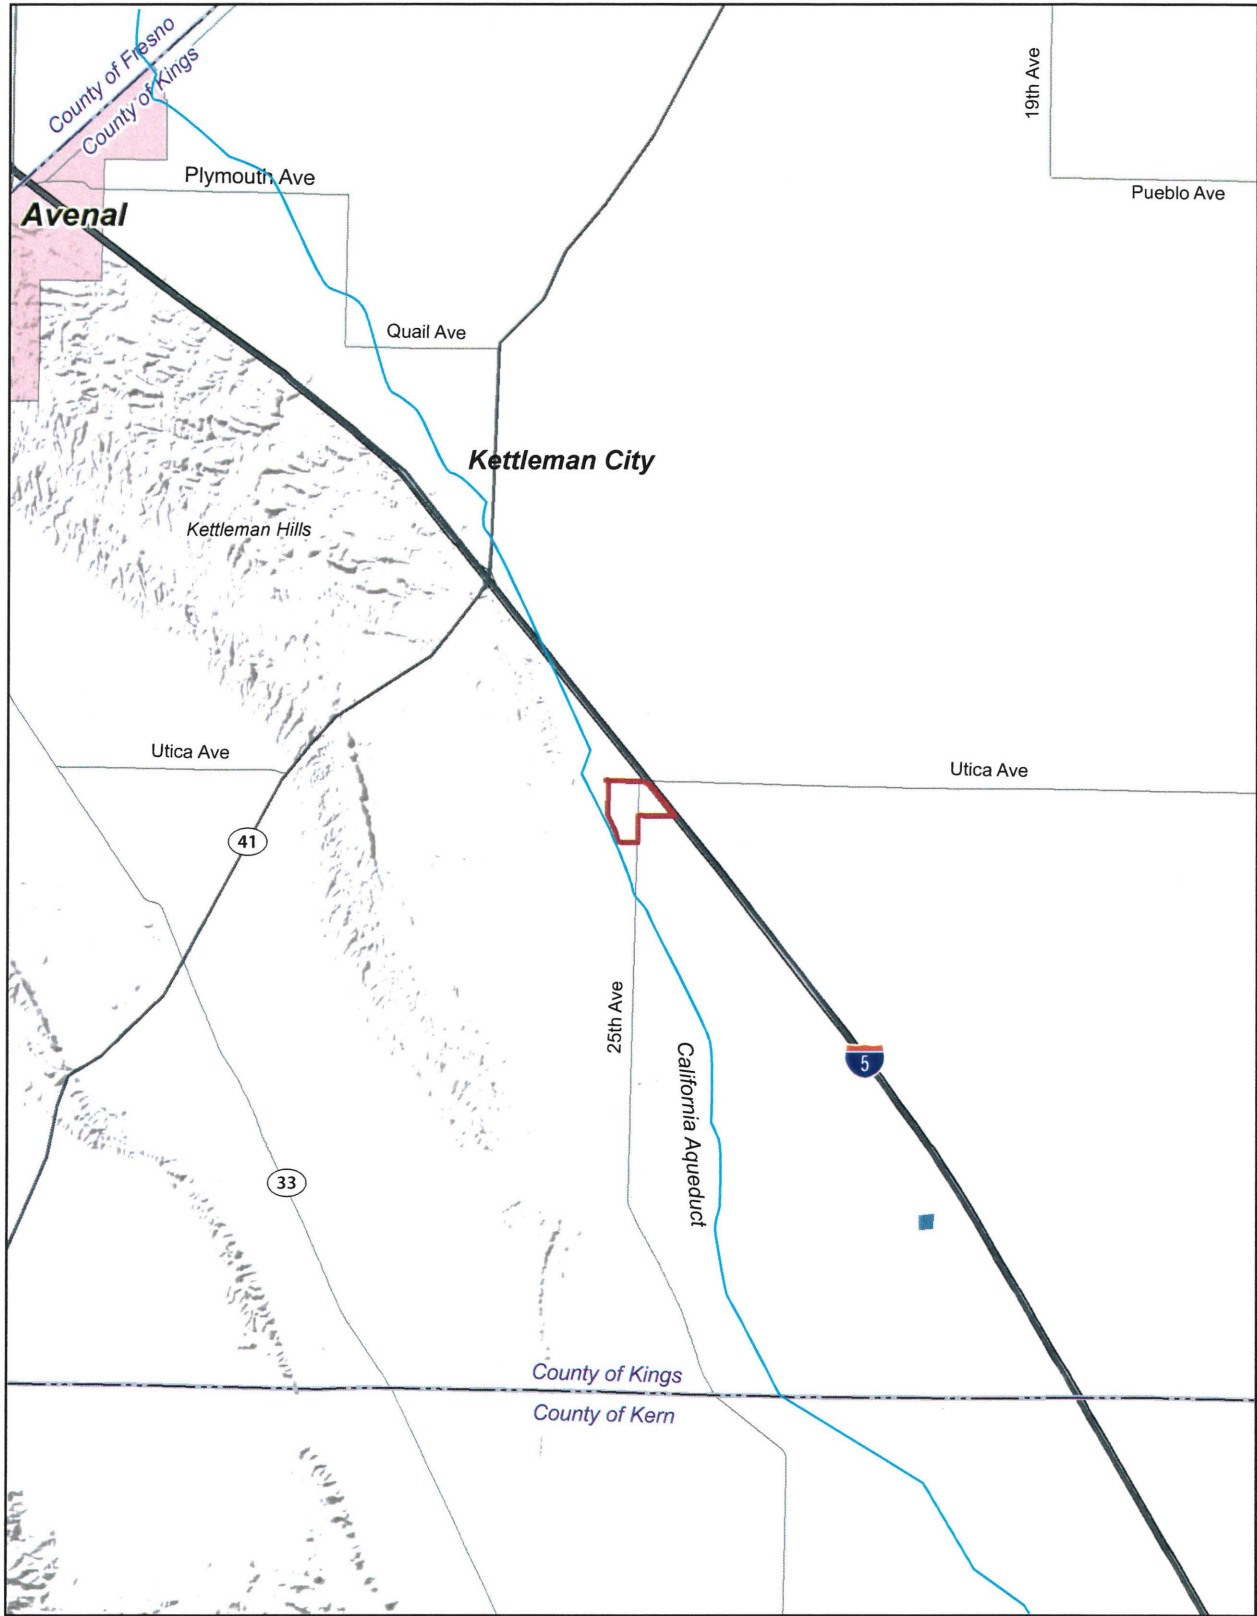 County of Fresno
County of Kings
19th Ave
Plymouth Ave
Pueblo Ave
Avenal
Quail Ave
Kettleman City
Kettleman Hills
Utica Ave
Utica Ave
41
25th Ave
California Aqueduct
5
33
County of Kings
County of Kern